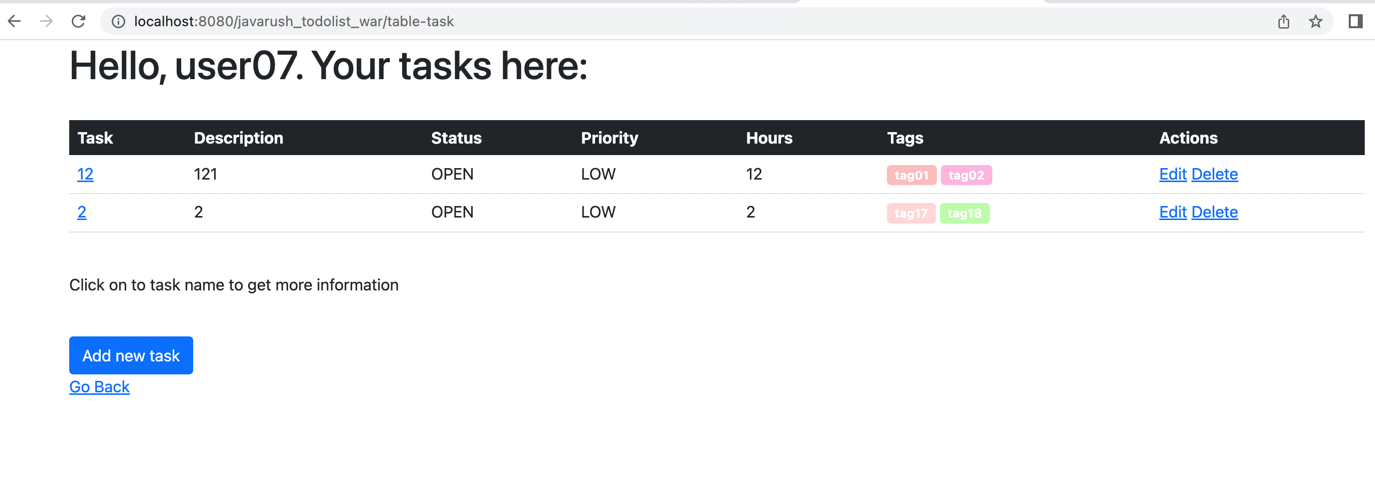 localhost:8080/javarush_todolist_war/table-task
Hello, user07. Your tasks here:
Task Description Status Priority Hours Tags Actions
12 121 OPEN LOW 12 tag01 tag02 Edit Delete
2 2 OPEN LOW 2 tag17 tag18 Edit Delete
Click on to task name to get more information
Add new task
Go Back